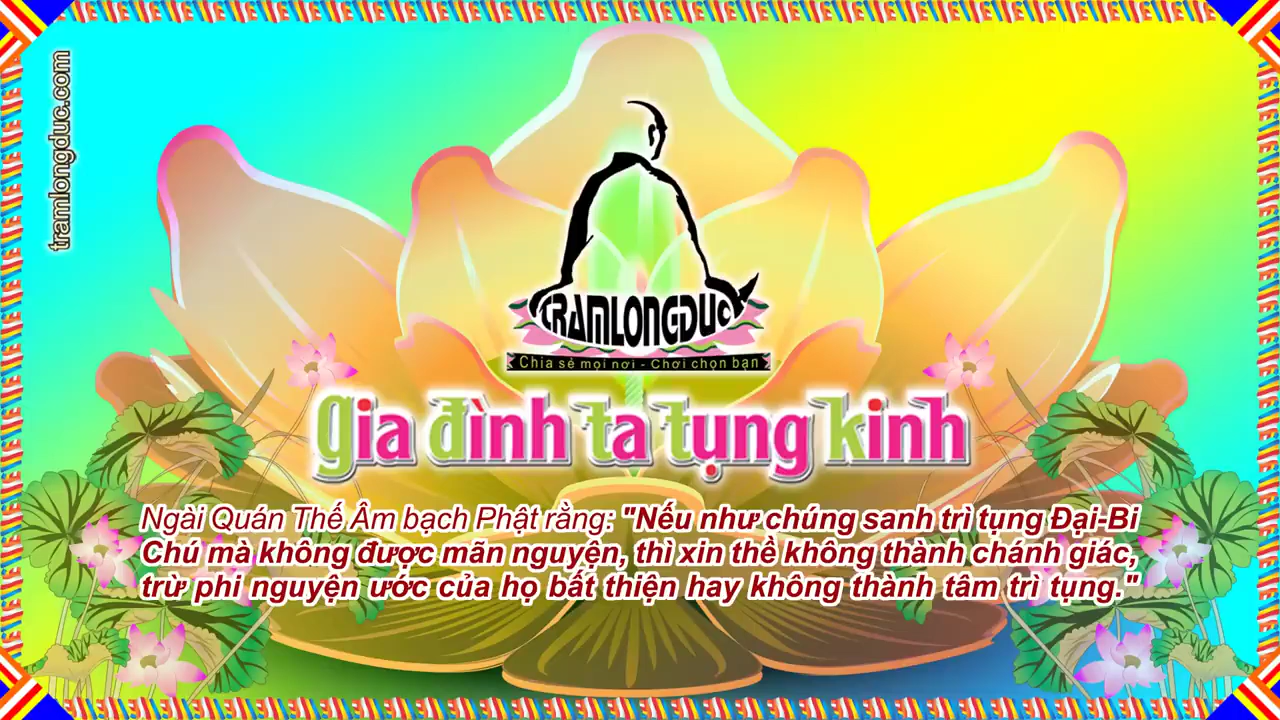 tramlongduc.com
TRAMLONGDUC
Chia sẻ mọi nơi - Chơi chọn bạn
gia đình ta tụng kinh
Ngài Quán Thế Âm bạch Phật rằng: "Nếu như chúng sanh trì tụng Đại-Bi
Chú mà không được mãn nguyện, thì xin thề không thành chánh giác,
trừ phi nguyện ước của họ bất thiện hay không thành tâm trì tụng."